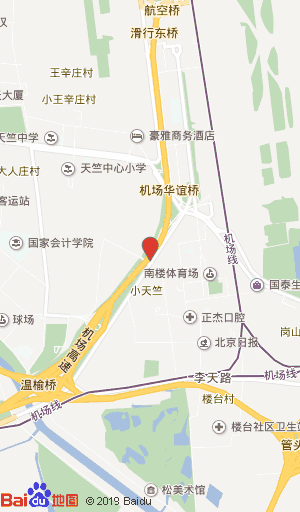 航空桥
滑行东桥
王辛庄村
大厦
小王辛庄村
豪雅商务酒店
天竺中学
天竺中心小学
大人庄村
机场华谊桥
客运站
国家会计学院
机场线
南楼体育场
小天竺
国泰生
球场
正杰口腔
岗山
机场高速
北京日报
温榆桥
李天路
机场线
机场线
楼台村
楼台社区卫生站
管头
松美术馆
Bai du 地图
© 2019 Baidu